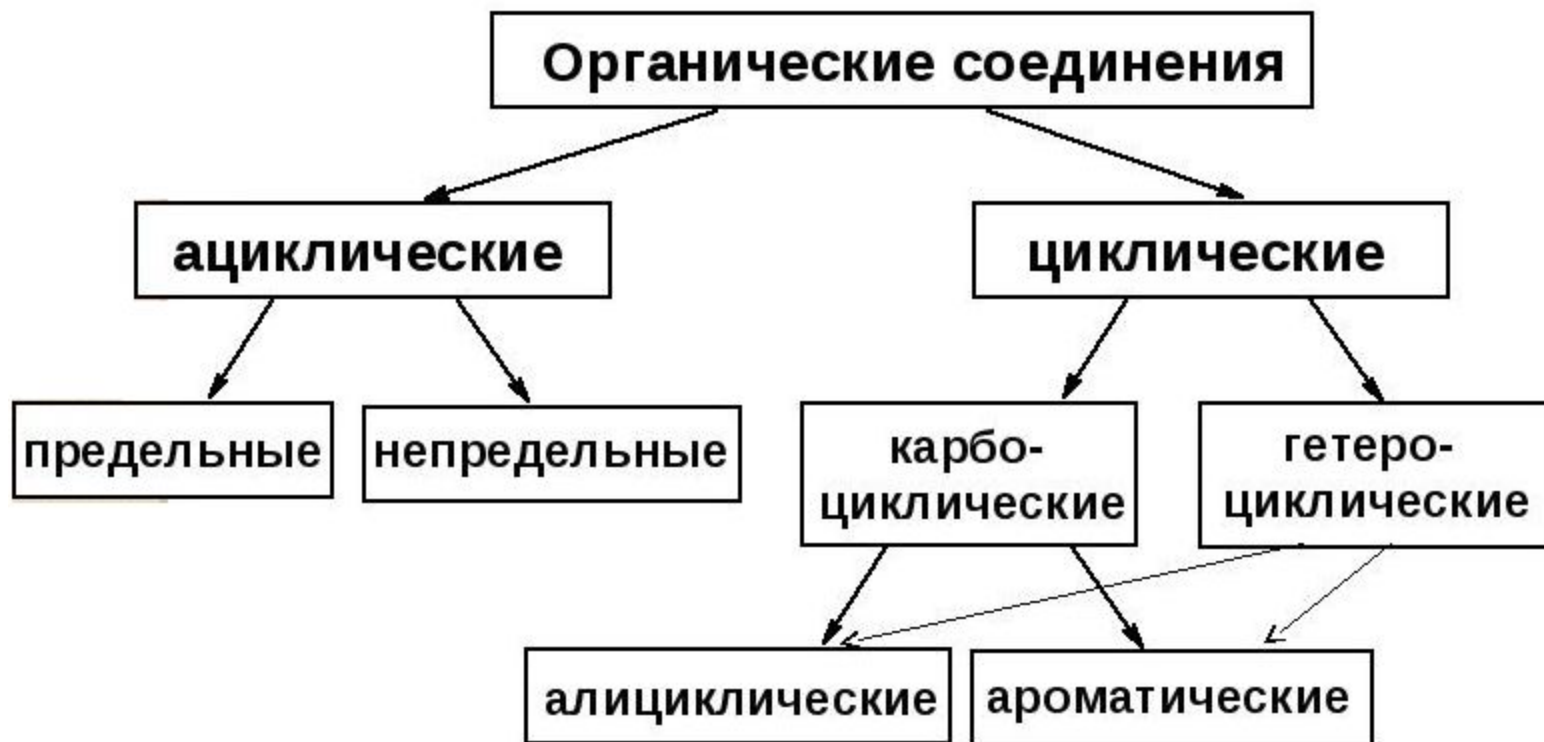 Органические соединения
ациклические
циклические
предельные
непредельные
карбо-
циклические
гетеро-
циклические
алициклические
ароматические